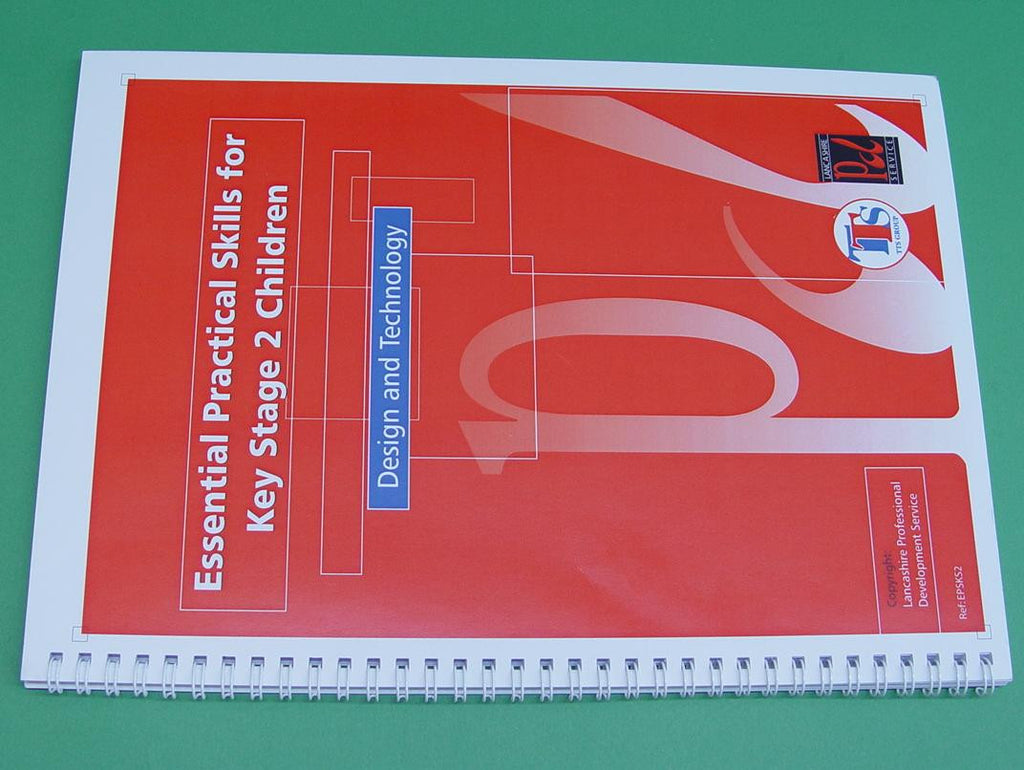 Essential Practical Skills for
Key Stage 2 Children
Design and Technology
LANCASHIRE
Pd
SERVICE
TTS
TTS GROUP
Copyright:
Lancashire Professional
Development Service
Ref: EPSKS2